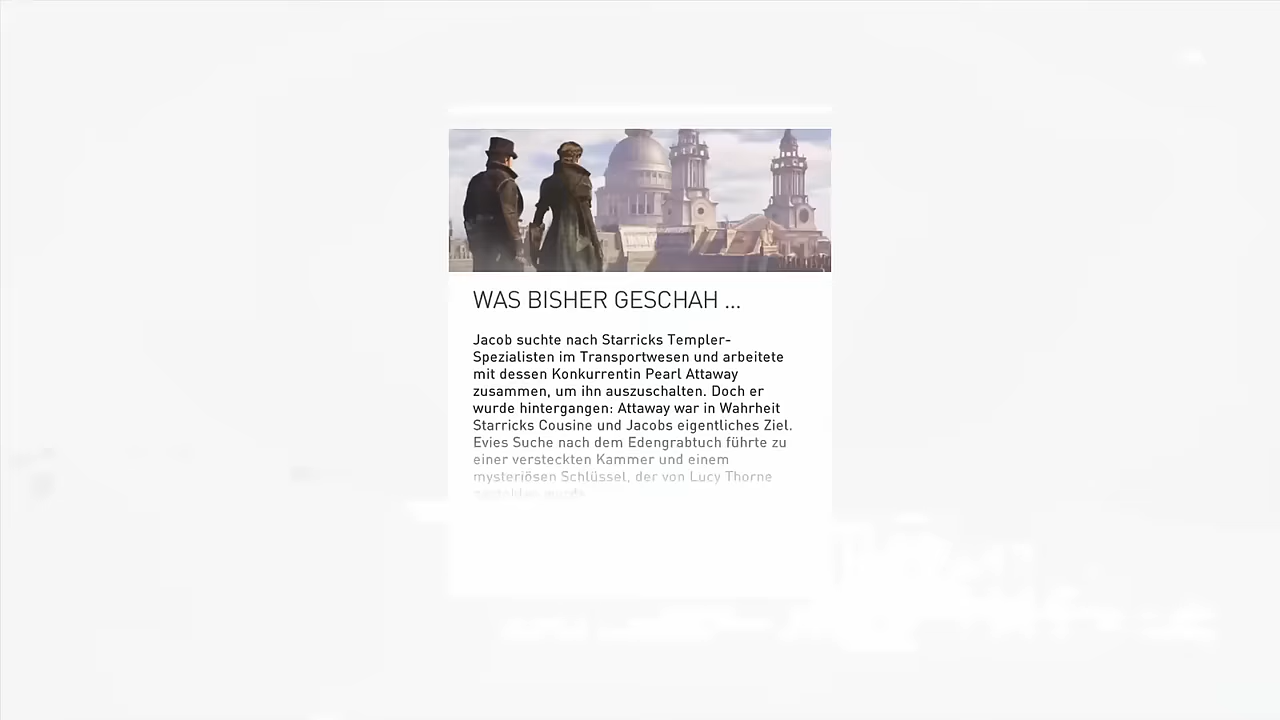 WAS BISHER GESCHAH ...
Jacob suchte nach Starricks Templer-
Spezialisten im Transportwesen und arbeitete
mit dessen Konkurrentin Pearl Attaway
zusammen, um ihn auszuschalten. Doch er
wurde hintergangen: Attaway war in Wahrheit
Starricks Cousine und Jacobs eigentliches Ziel.
Evies Suche nach dem Edengrabtuch führte zu
einer versteckten Kammer und einem
mysteriösen Schlüssel, der von Lucy Thorne